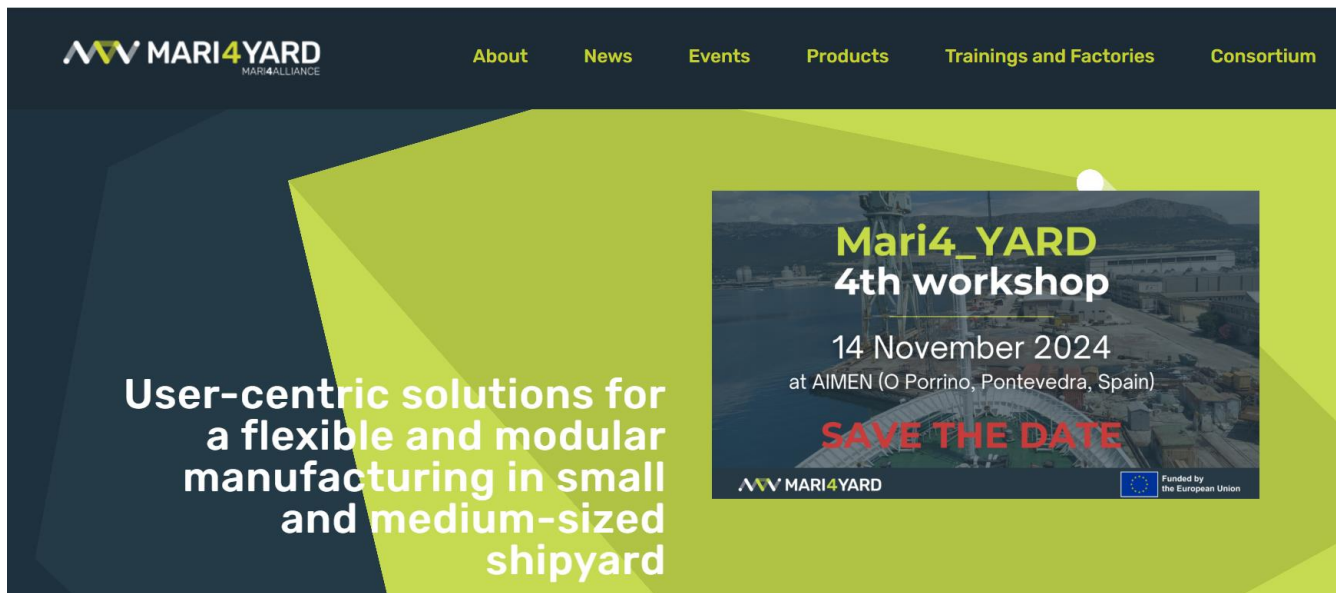 MARI4YARD
MARI4ALLIANCE
About News Events Products Trainings and Factories Consortium
User-centric solutions for
a flexible and modular
manufacturing in small
and medium-sized
shipyard
Mari4_YARD
4th workshop
14 November 2024
at AIMEN (O Porrino, Pontevedra, Spain)
SAVE THE DATE
MARI4YARD
Funded by
the European Union